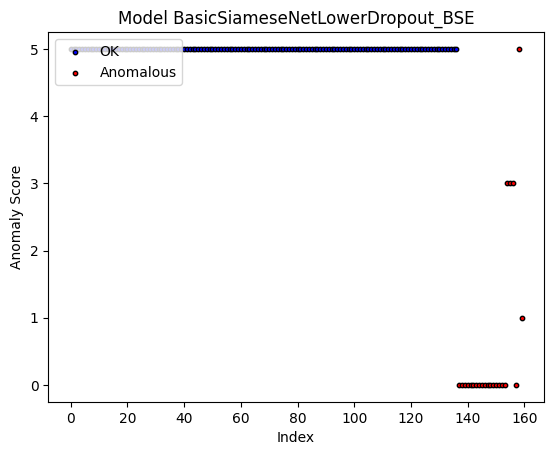 Model BasicSiameseNetLowerDropout_BSE
OK
Anomalous
Anomaly Score
5
4
3
2
1
0
0 20 40 60 80 100 120 140 160
Index